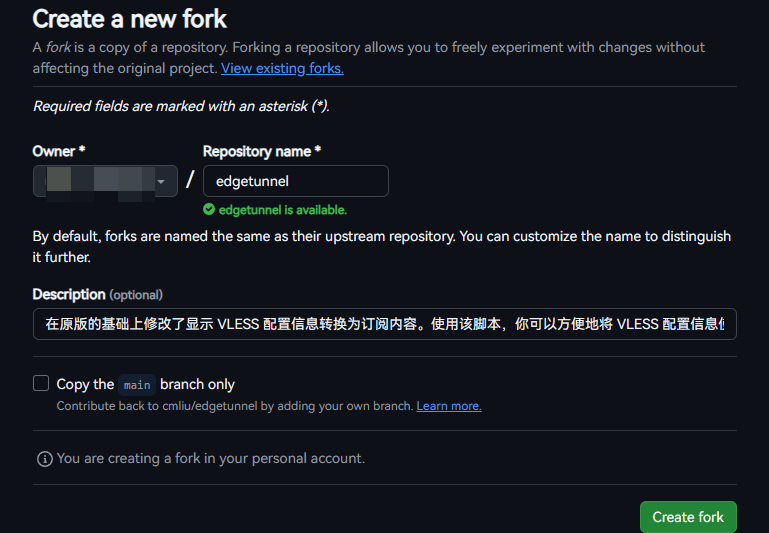 Create a new fork
A fork is a copy of a repository. Forking a repository allows you to freely experiment with changes without
affecting the original project. View existing forks.
Required fields are marked with an asterisk (*).
Owner * Repository name *
/ edgetunnel
edgetunnel is available.
By default, forks are named the same as their upstream repository. You can customize the name to distinguish
it further.
Description (optional)
在原版的基础上修改了显示 VLESS 配置信息转换为订阅内容。使用该脚本，你可以方便地将 VLESS 配置信息使
Copy the main branch only
Contribute back to cmliu/edgetunnel by adding your own branch. Learn more.
You are creating a fork in your personal account.
Create fork